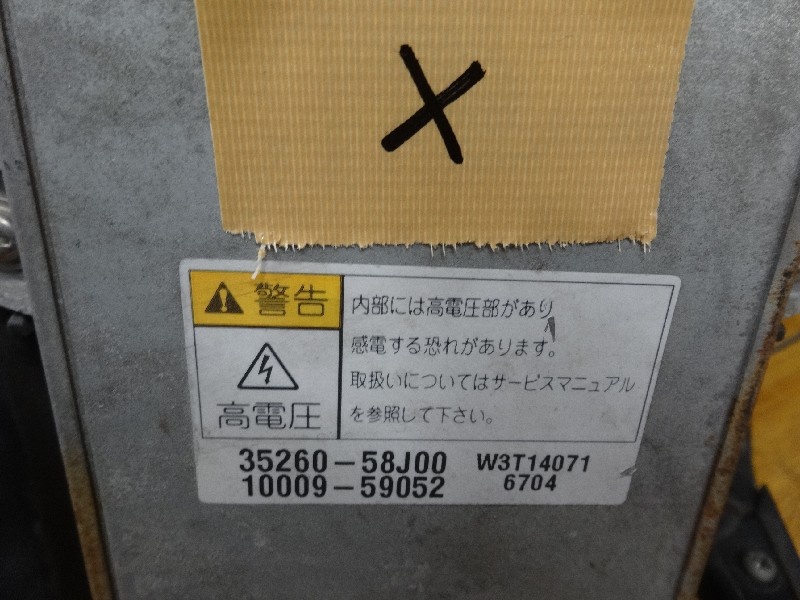 X
警告
高電圧
内部には高電圧部があり
感電する恐れがあります。
取扱いについてはサービスマニュアル
を参照して下さい。
35260-58J00 W3T14071
10009-59052 6704